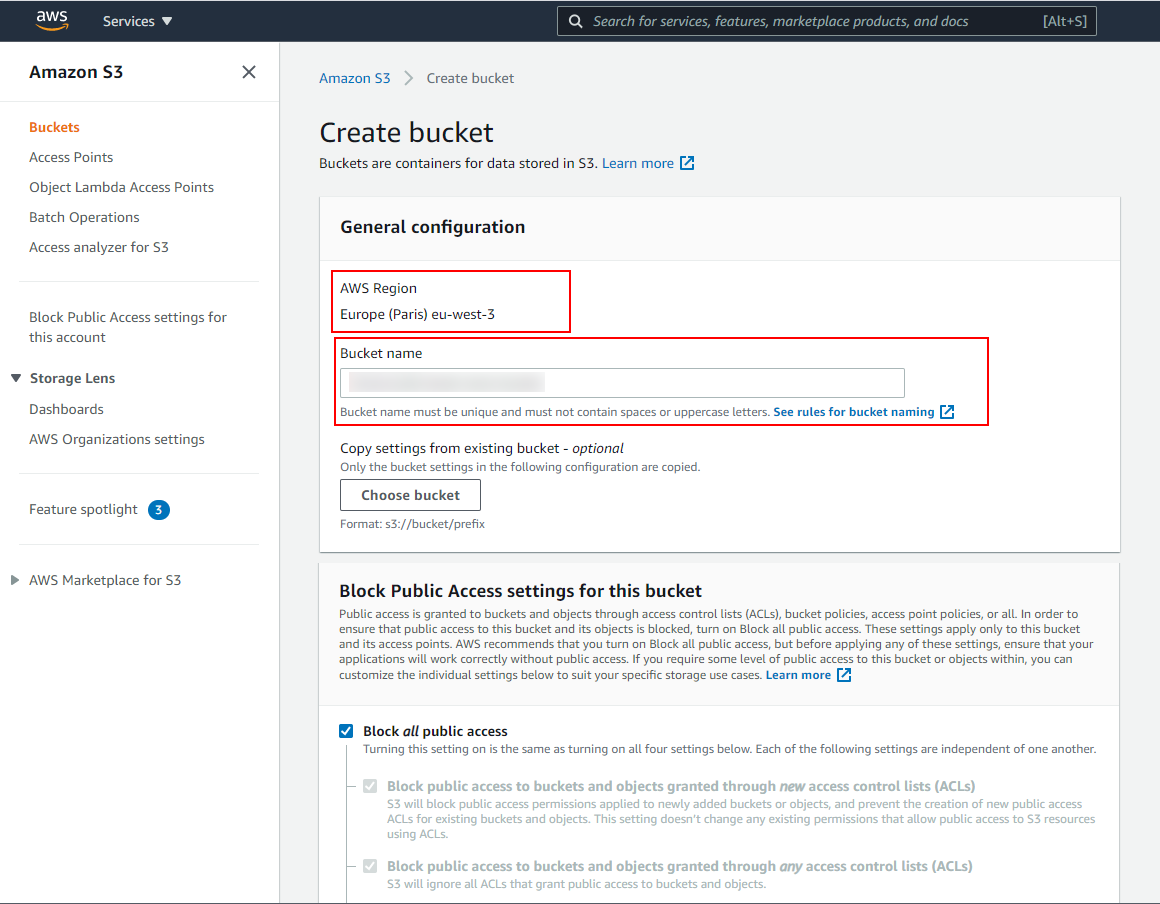 aws
Services
Search for services, features, marketplace products, and docs [Alt+S]
Amazon S3
Buckets
Access Points
Object Lambda Access Points
Batch Operations
Access analyzer for S3
Block Public Access settings for
this account
Storage Lens
Dashboards
AWS Organizations settings
Feature spotlight 3
AWS Marketplace for S3
Amazon S3 Create bucket
Create bucket
Buckets are containers for data stored in S3. Learn more
General configuration
AWS Region
Europe (Paris) eu-west-3
Bucket name
Bucket name must be unique and must not contain spaces or uppercase letters. See rules for bucket naming
Copy settings from existing bucket - optional
Only the bucket settings in the following configuration are copied.
Choose bucket
Format: s3://bucket/prefix
Block Public Access settings for this bucket
Public access is granted to buckets and objects through access control lists (ACLs), bucket policies, access point policies, or all. In order to
ensure that public access to this bucket and its objects is blocked, turn on Block all public access. These settings apply only to this bucket
and its access points. AWS recommends that you turn on Block all public access, but before applying any of these settings, ensure that your
applications will work correctly without public access. If you require some level of public access to this bucket or objects within, you can
customize the individual settings below to suit your specific storage use cases. Learn more
Block all public access
Turning this setting on is the same as turning on all four settings below. Each of the following settings are independent of one another.
Block public access to buckets and objects granted through new access control lists (ACLs)
S3 will block public access permissions applied to newly added buckets or objects, and prevent the creation of new public access
ACLs for existing buckets and objects. This setting doesn't change any existing permissions that allow public access to S3 resources
using ACLs.
Block public access to buckets and objects granted through any access control lists (ACLs)
S3 will ignore all ACLs that grant public access to buckets and objects.